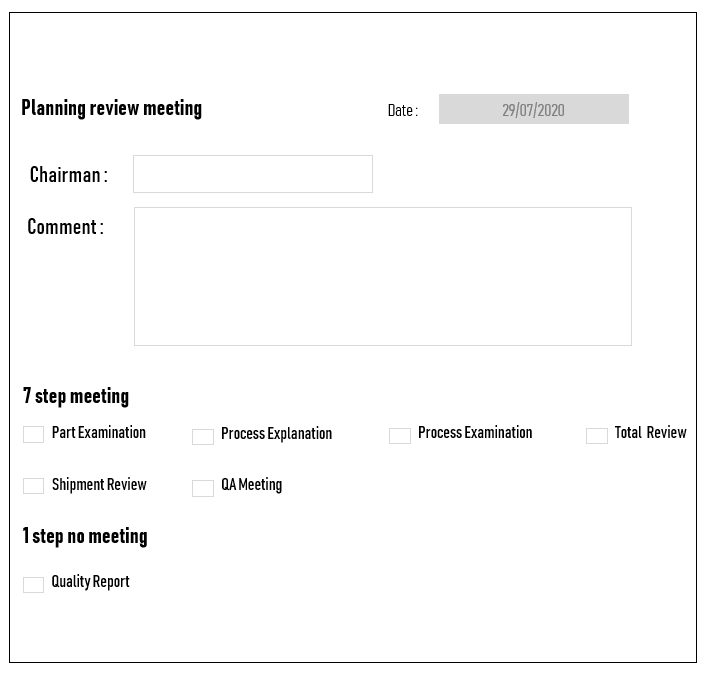 Planning review meeting Date : 29/07/2020
Chairman :
Comment :
7 step meeting
Part Examination Process Explanation Process Examination Total Review
Shipment Review QA Meeting
1 step no meeting
Quality Report